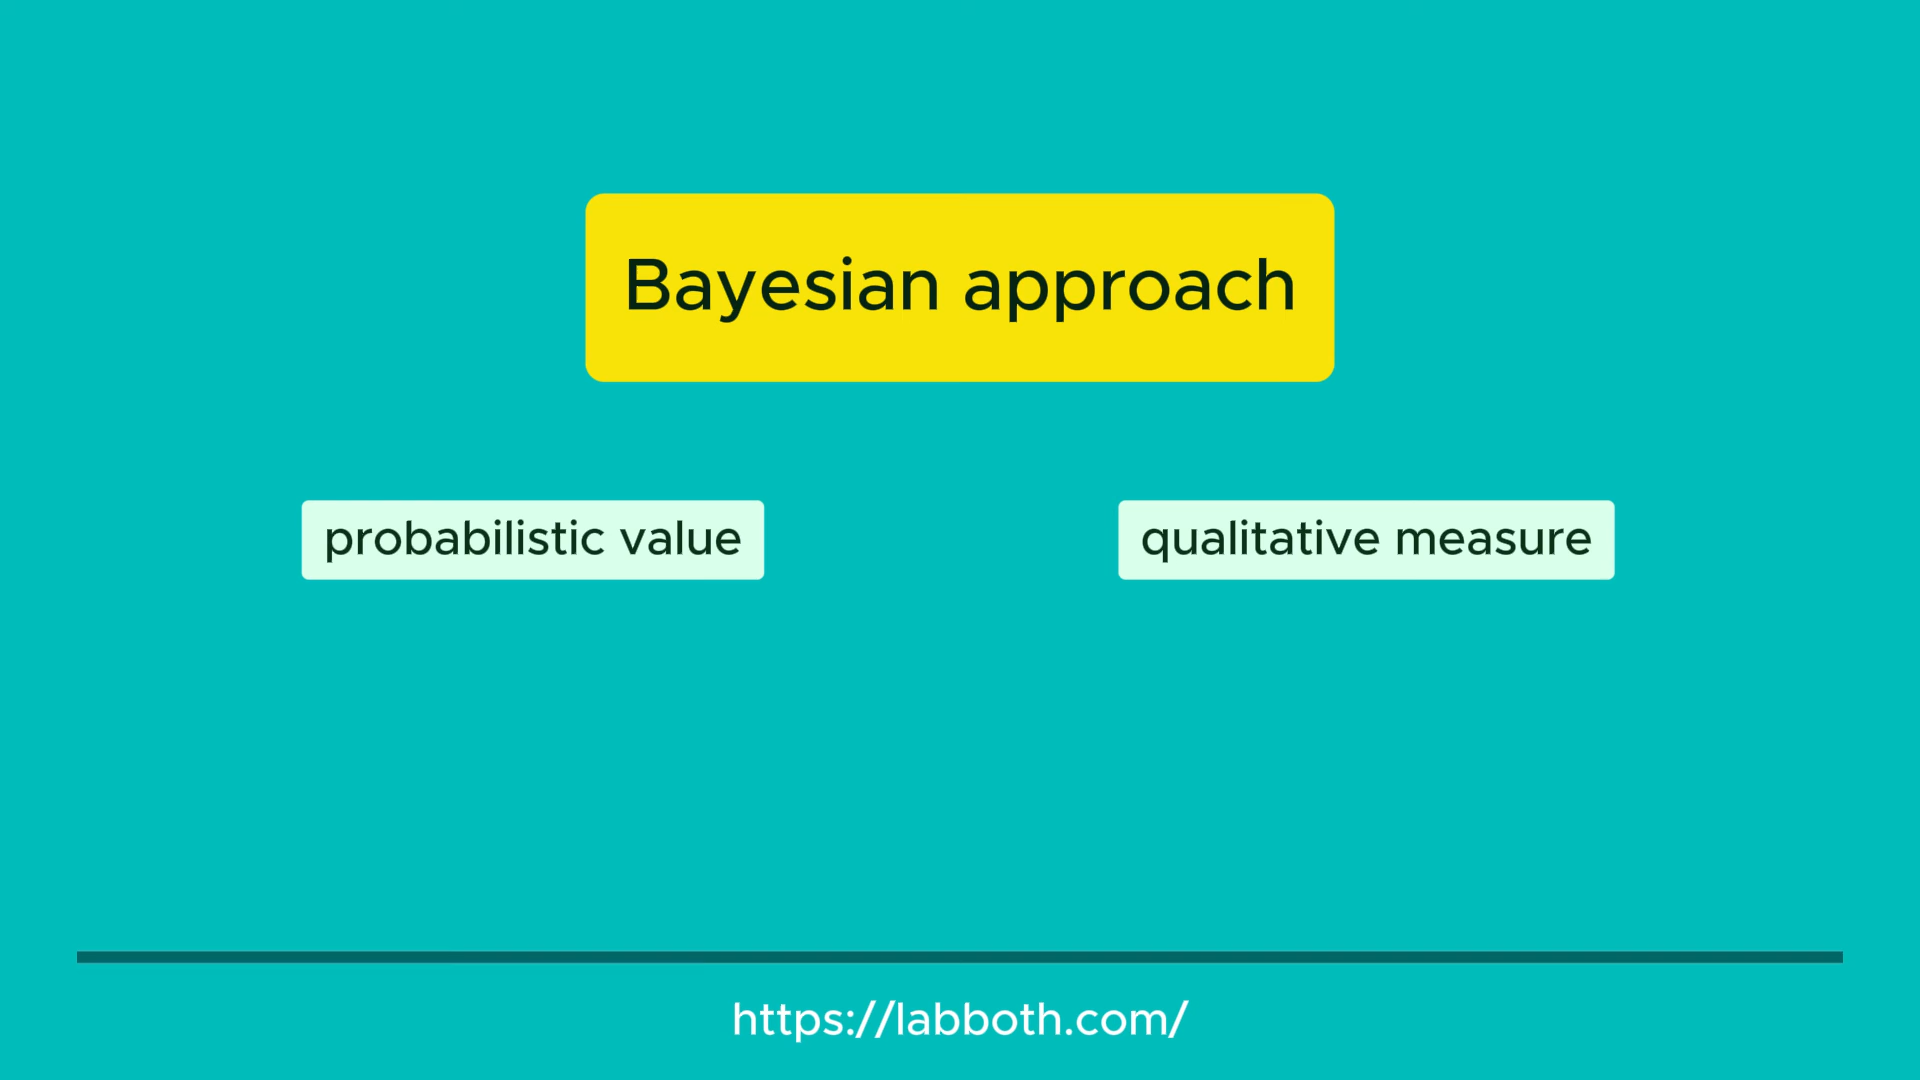 Bayesian approach
probabilistic value
qualitative measure
https://labboth.com/